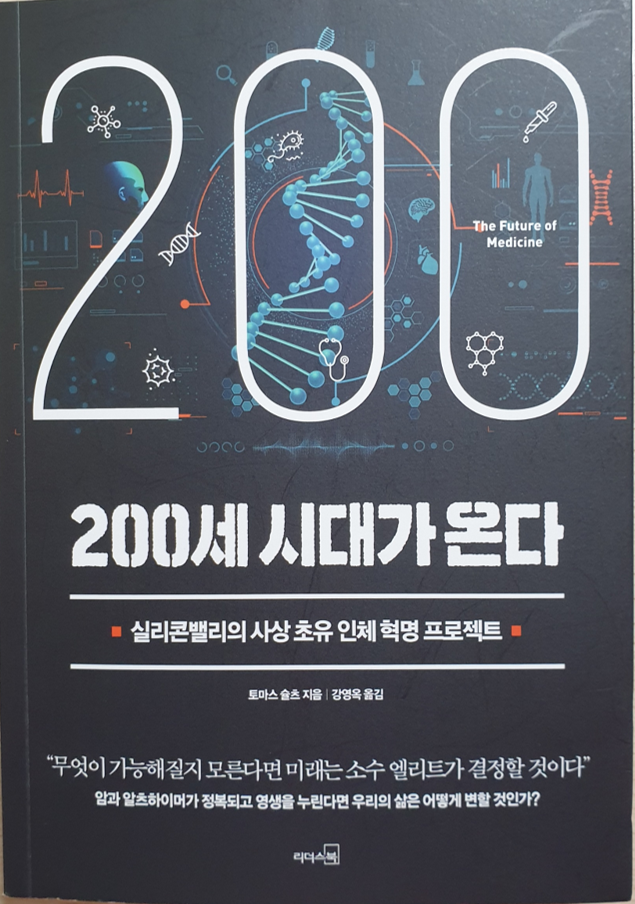 200
The Future of
Medicine
200세 시대가 온다
실리콘밸리의 사상 초유 인체 혁명 프로젝트
토마스 슐츠 지음 | 강영옥 옮김
“무엇이 가능해질지 모른다면 미래는 소수 엘리트가 결정할 것이다”
암과 알츠하이머가 정복되고 영생을 누린다면 우리의 삶은 어떻게 변할 것인가?
리더스북